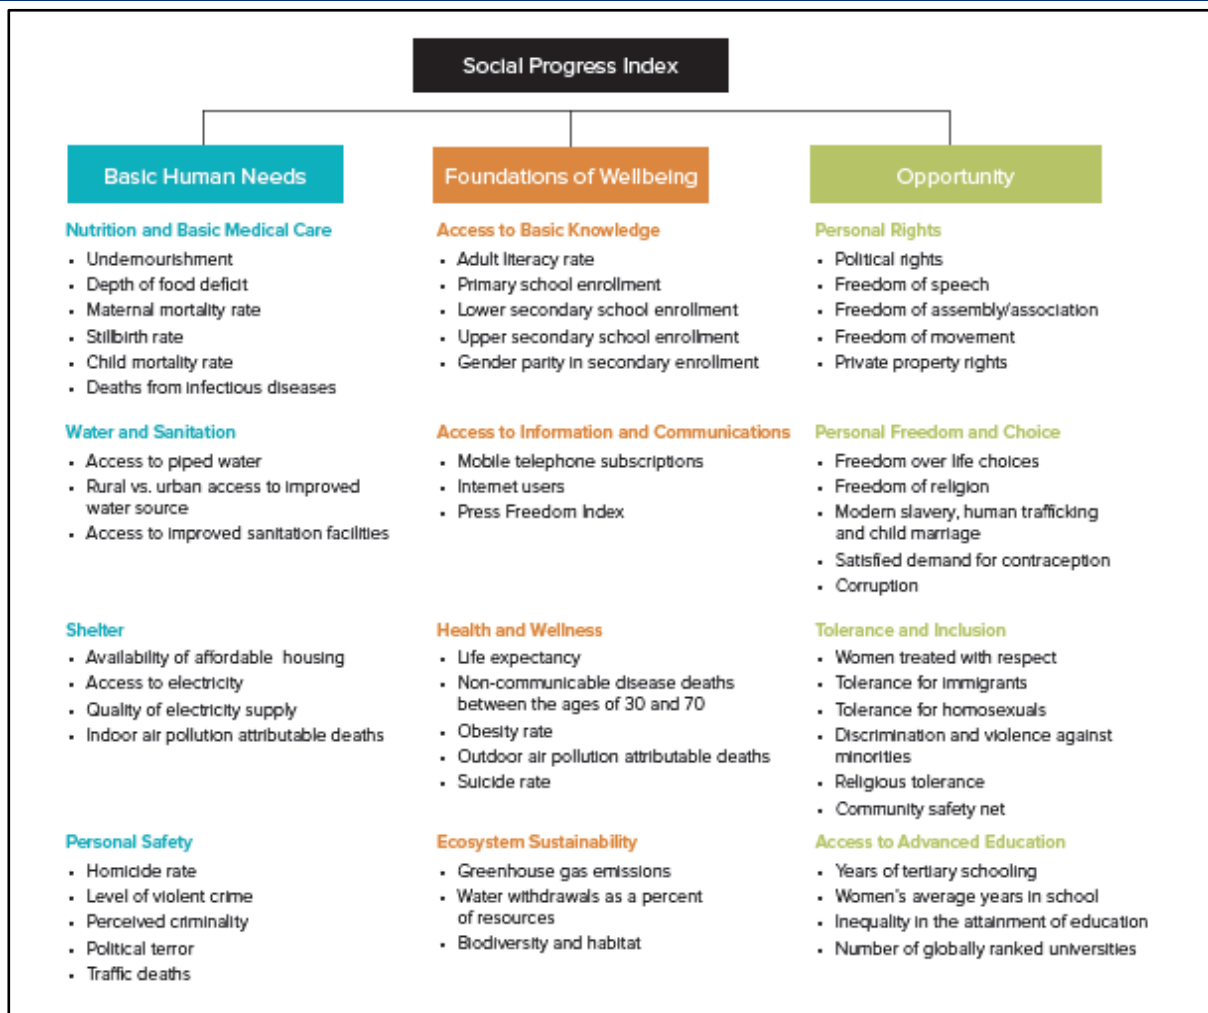 Social Progress Index
Basic Human Needs
Nutrition and Basic Medical Care
• Undernourishment
• Depth of food deficit
• Maternal mortality rate
• Stillbirth rate
• Child mortality rate
• Deaths from infectious diseases
Water and Sanitation
• Access to piped water
• Rural vs. urban access to improved
water source
• Access to improved sanitation facilities
Shelter
• Availability of affordable housing
• Access to electricity
• Quality of electricity supply
• Indoor air pollution attributable deaths
Personal Safety
• Homicide rate
• Level of violent crime
• Perceived criminality
• Political terror
• Traffic deaths
Foundations of Wellbeing
Access to Basic Knowledge
• Adult literacy rate
• Primary school enrollment
• Lower secondary school enrollment
• Upper secondary school enrollment
• Gender parity in secondary enrollment
Access to Information and Communications
• Mobile telephone subscriptions
• Internet users
• Press Freedom Index
Health and Wellness
• Life expectancy
• Non-communicable disease deaths
between the ages of 30 and 70
• Obesity rate
• Outdoor air pollution attributable deaths
• Suicide rate
Ecosystem Sustainability
• Greenhouse gas emissions
• Water withdrawals as a percent
of resources
• Biodiversity and habitat
Opportunity
Personal Rights
• Political rights
• Freedom of speech
• Freedom of assembly/association
• Freedom of movement
• Private property rights
Personal Freedom and Choice
• Freedom over life choices
• Freedom of religion
• Modern slavery, human trafficking
and child marriage
• Satisfied demand for contraception
• Corruption
Tolerance and Inclusion
• Women treated with respect
• Tolerance for immigrants
• Tolerance for homosexuals
• Discrimination and violence against
minorities
• Religious tolerance
• Community safety net
Access to Advanced Education
• Years of tertiary schooling
• Women's average years in school
• Inequality in the attainment of education
• Number of globally ranked universities